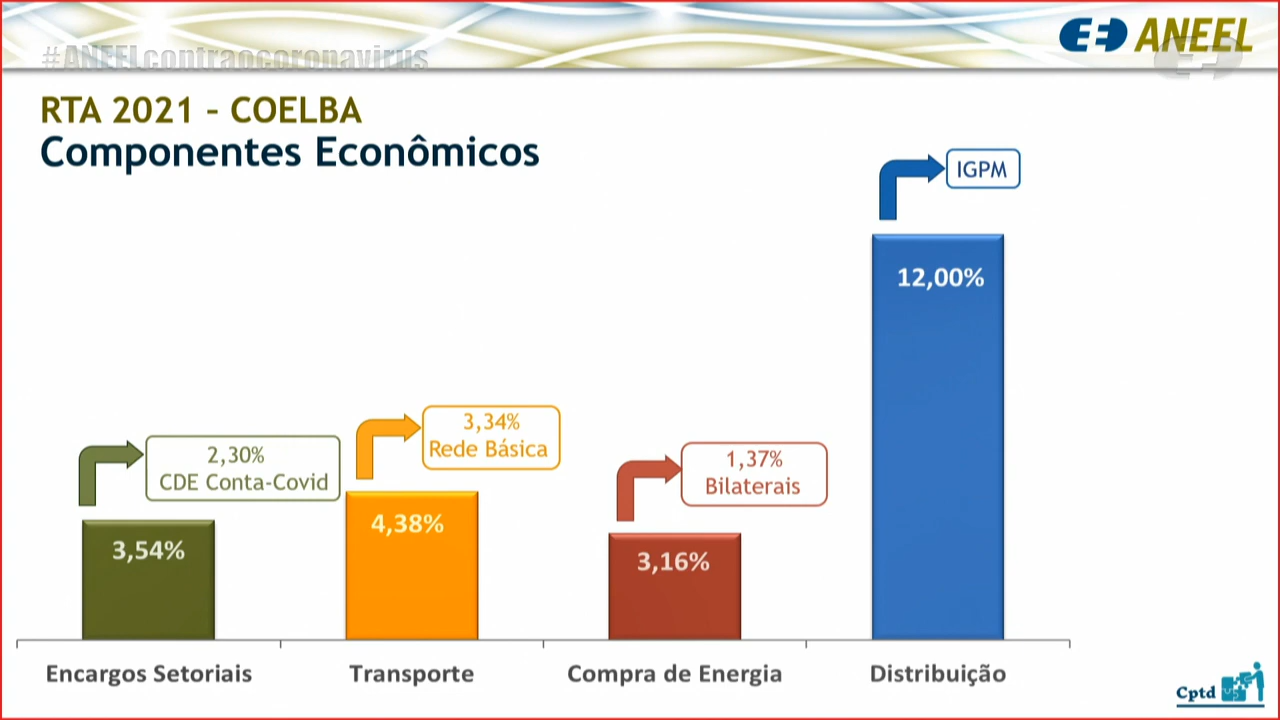 #ANEELcontraocoronavirus
ANEEL
RTA 2021 – COELBA
Componentes Econômicos
IGPM
12,00%
3,34%
Rede Básica
2,30%
CDE Conta-Covid
1,37%
Bilaterais
4,38%
3,54%
3,16%
Encargos Setoriais
Transporte
Compra de Energia
Distribuição
Cptd